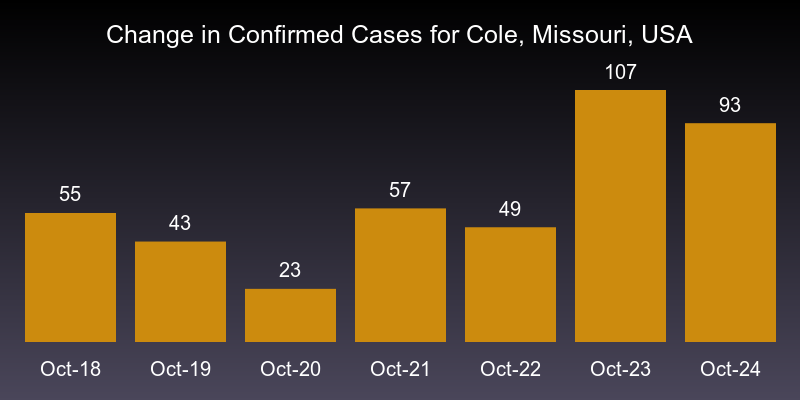 Change in Confirmed Cases for Cole, Missouri, USA
55
43
23
57
49
107
93
Oct-18
Oct-19
Oct-20
Oct-21
Oct-22
Oct-23
Oct-24